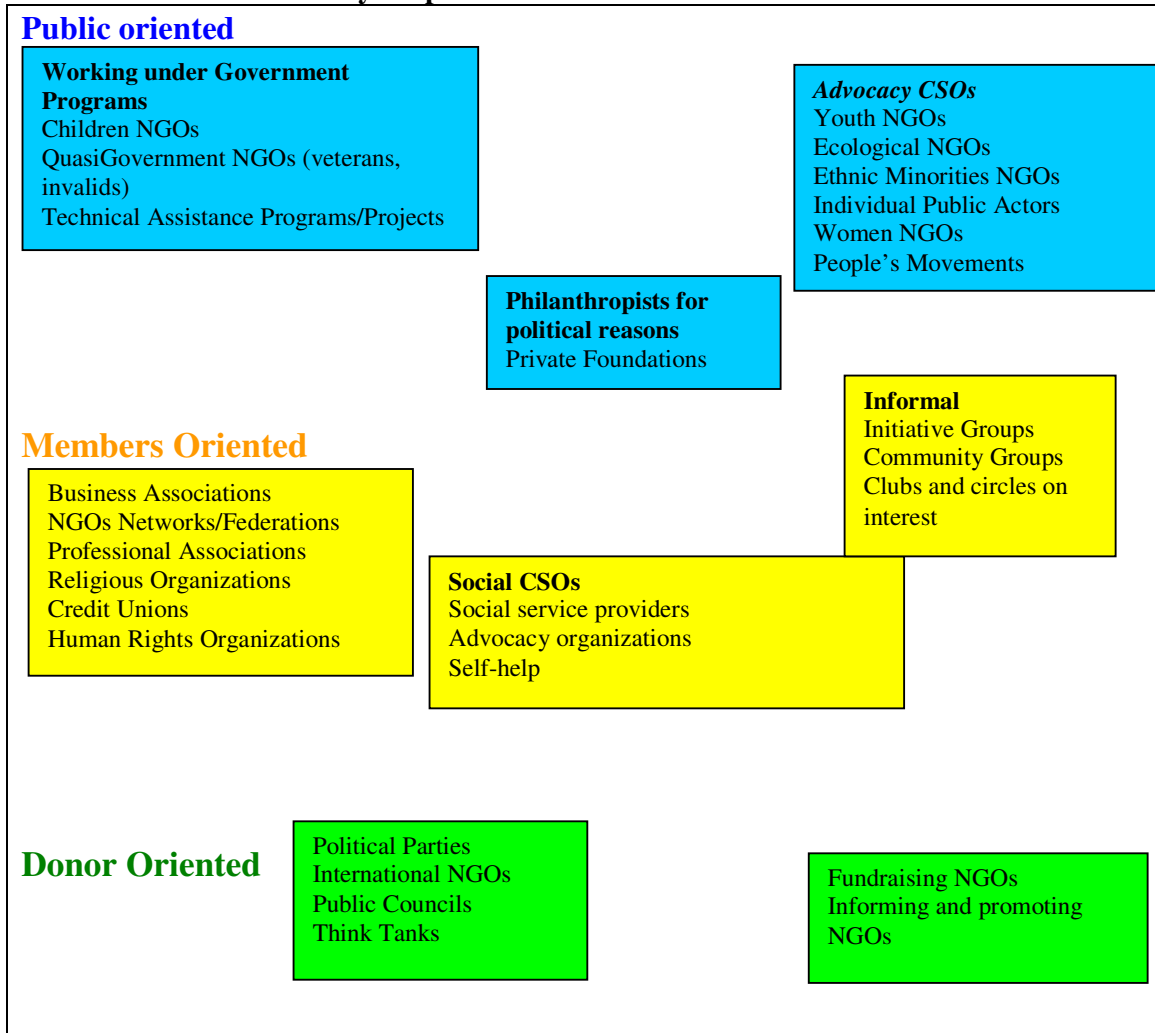 Public oriented
Working under Government
Programs
Children NGOs
QuasiGovernment NGOs (veterans,
invalids)
Technical Assistance Programs/Projects
Advocacy CSOs
Youth NGOs
Ecological NGOs
Ethnic Minorities NGOs
Individual Public Actors
Women NGOs
People’s Movements
Philanthropists for
political reasons
Private Foundations
Informal
Initiative Groups
Community Groups
Clubs and circles on
interest
Members Oriented
Business Associations
NGOs Networks/Federations
Professional Associations
Religious Organizations
Credit Unions
Human Rights Organizations
Social CSOs
Social service providers
Advocacy organizations
Self-help
Donor Oriented
Political Parties
International NGOs
Public Councils
Think Tanks
Fundraising NGOs
Informing and promoting
NGOs